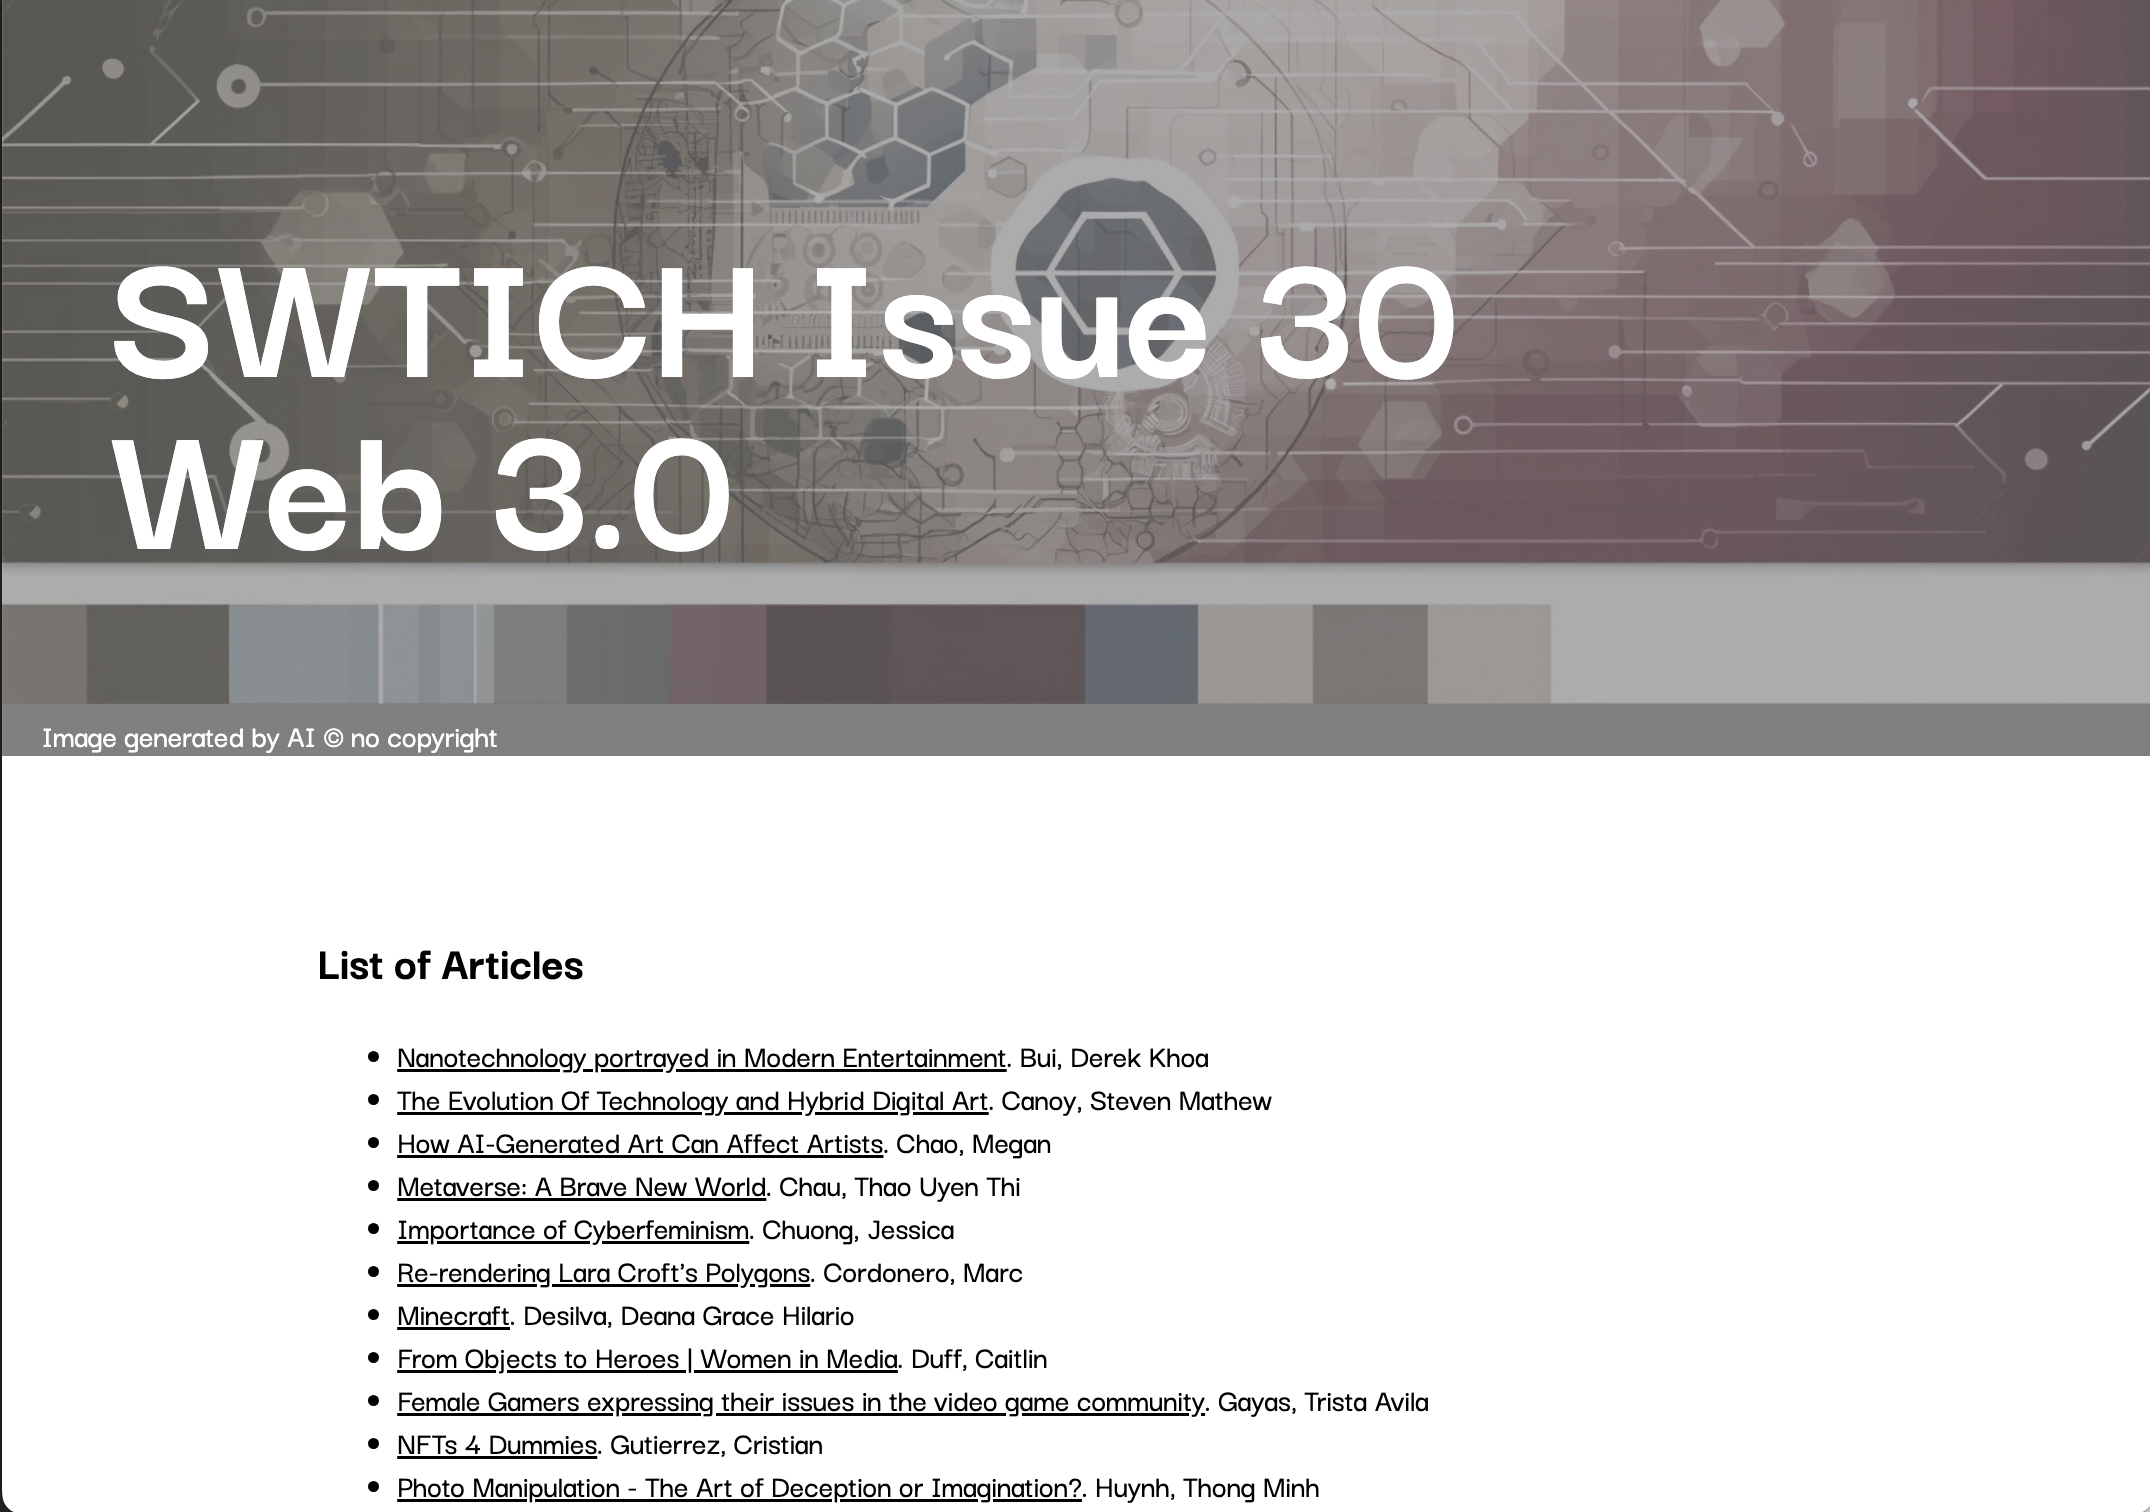 SWTICH Issue 30
Web 3.0
Image generated by AI © no copyright
List of Articles
Nanotechnology portrayed in Modern Entertainment. Bui, Derek Khoa
The Evolution Of Technology and Hybrid Digital Art. Canoy, Steven Mathew
How AI-Generated Art Can Affect Artists. Chao, Megan
Metaverse: A Brave New World. Chau, Thao Uyen Thi
Importance of Cyberfeminism. Chuong, Jessica
Re-rendering Lara Croft’s Polygons. Cordonero, Marc
Minecraft. Desilva, Deana Grace Hilario
From Objects to Heroes | Women in Media. Duff, Caitlin
Female Gamers expressing their issues in the video game community. Gayas, Trista Avila
NFTs 4 Dummies. Gutierrez, Cristian
Photo Manipulation - The Art of Deception or Imagination?. Huynh, Thong Minh